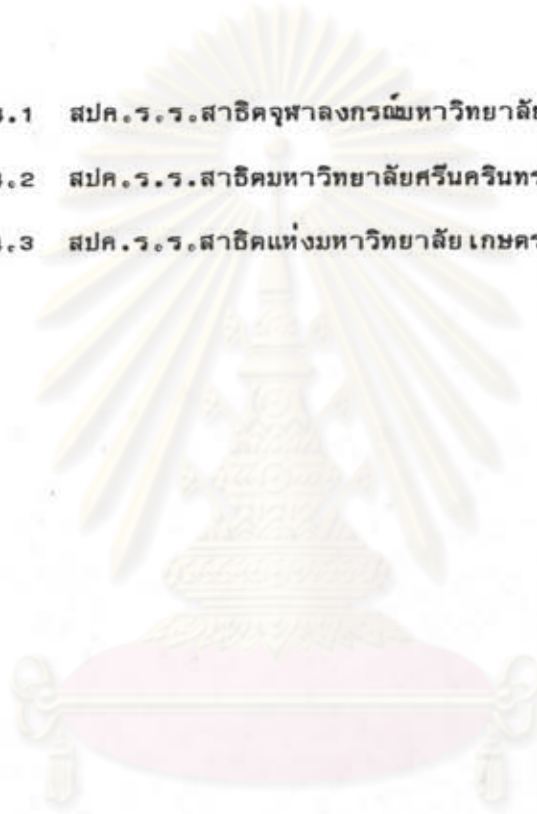 .1 สปค.ร.ร.สาธิตจุฬาลงกรณ์มหาวิทยาลัย
.2 สปค.ร.ร.สาธิตมหาวิทยาลัยศรีนครินทร
.3 สปค.ร.ร.สาธิตแห่งมหาวิทยาลัยเกษตร